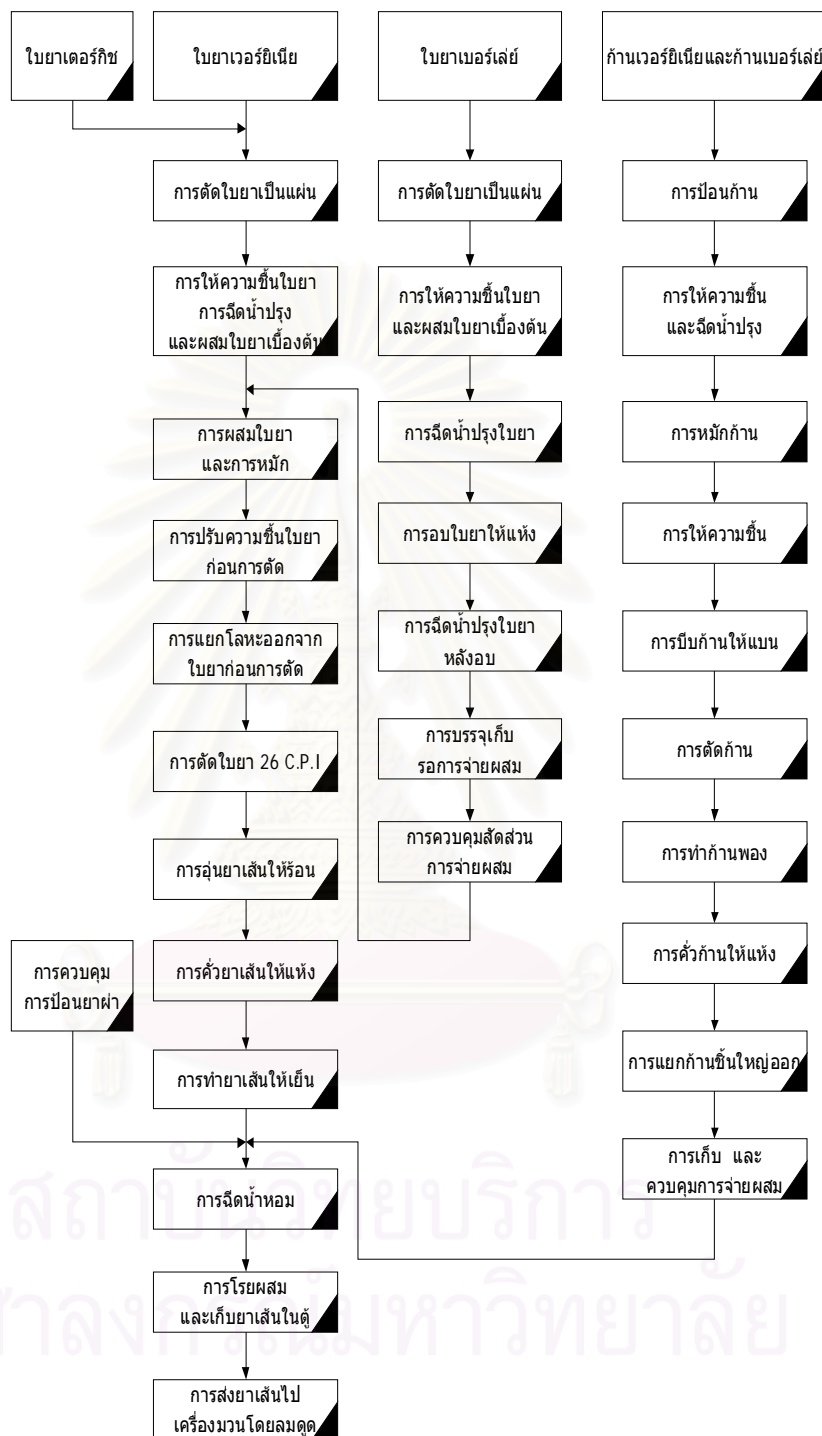 ใบยาเตอร์กิช
ใบยาเวอร์ยิเนีย
ใบยาเบอร์เล่ย์
ก้านเวอร์ยิเนียและก้านเบอร์เล่ย์
การตัดใบยาเป็นแผ่น
การตัดใบยาเป็นแผ่น
การป้อนก้าน
การให้ความชื้นใบยา
การฉีดน้ำปรุง
และผสมใบยาเบื้องต้น
การให้ความชื้นใบยา
และผสมใบยาเบื้องต้น
การให้ความชื้น
และฉีดน้ำปรุง
การผสมใบยา
และการหมัก
การฉีดน้ำปรุงใบยา
การหมักก้าน
การปรับความชื้นใบยา
ก่อนการตัด
การอบใบยาให้แห้ง
การให้ความชื้น
การแยกโลหะออกจาก
ใบยาก่อนการตัด
การฉีดน้ำปรุงใบยา
หลังอบ
การบีบก้านให้แบน
การตัดใบยา 26 C.P.I
การบรรจุเก็บ
รอการจ่ายผสม
การตัดก้าน
การอุ่นยาเส้นให้ร้อน
การควบคุมสัดส่วน
การจ่ายผสม
การทำก้านพอง
การควบคุม
การป้อนยาผ่า
การคั่วยาเส้นให้แห้ง
การคั่วก้านให้แห้ง
การทำยาเส้นให้เย็น
การแยกก้านชิ้นใหญ่ออก
การฉีดน้ำหอม
การเก็บ และ
ควบคุมการจ่ายผสม
การโรยผสม
และเก็บยาเส้นในตู้
การส่งยาเส้นไป
เครื่องมวนโดยลมดูด
สถาบันวิทยบริการ
ฬาลงกรณ์มหาวิทยาลัย